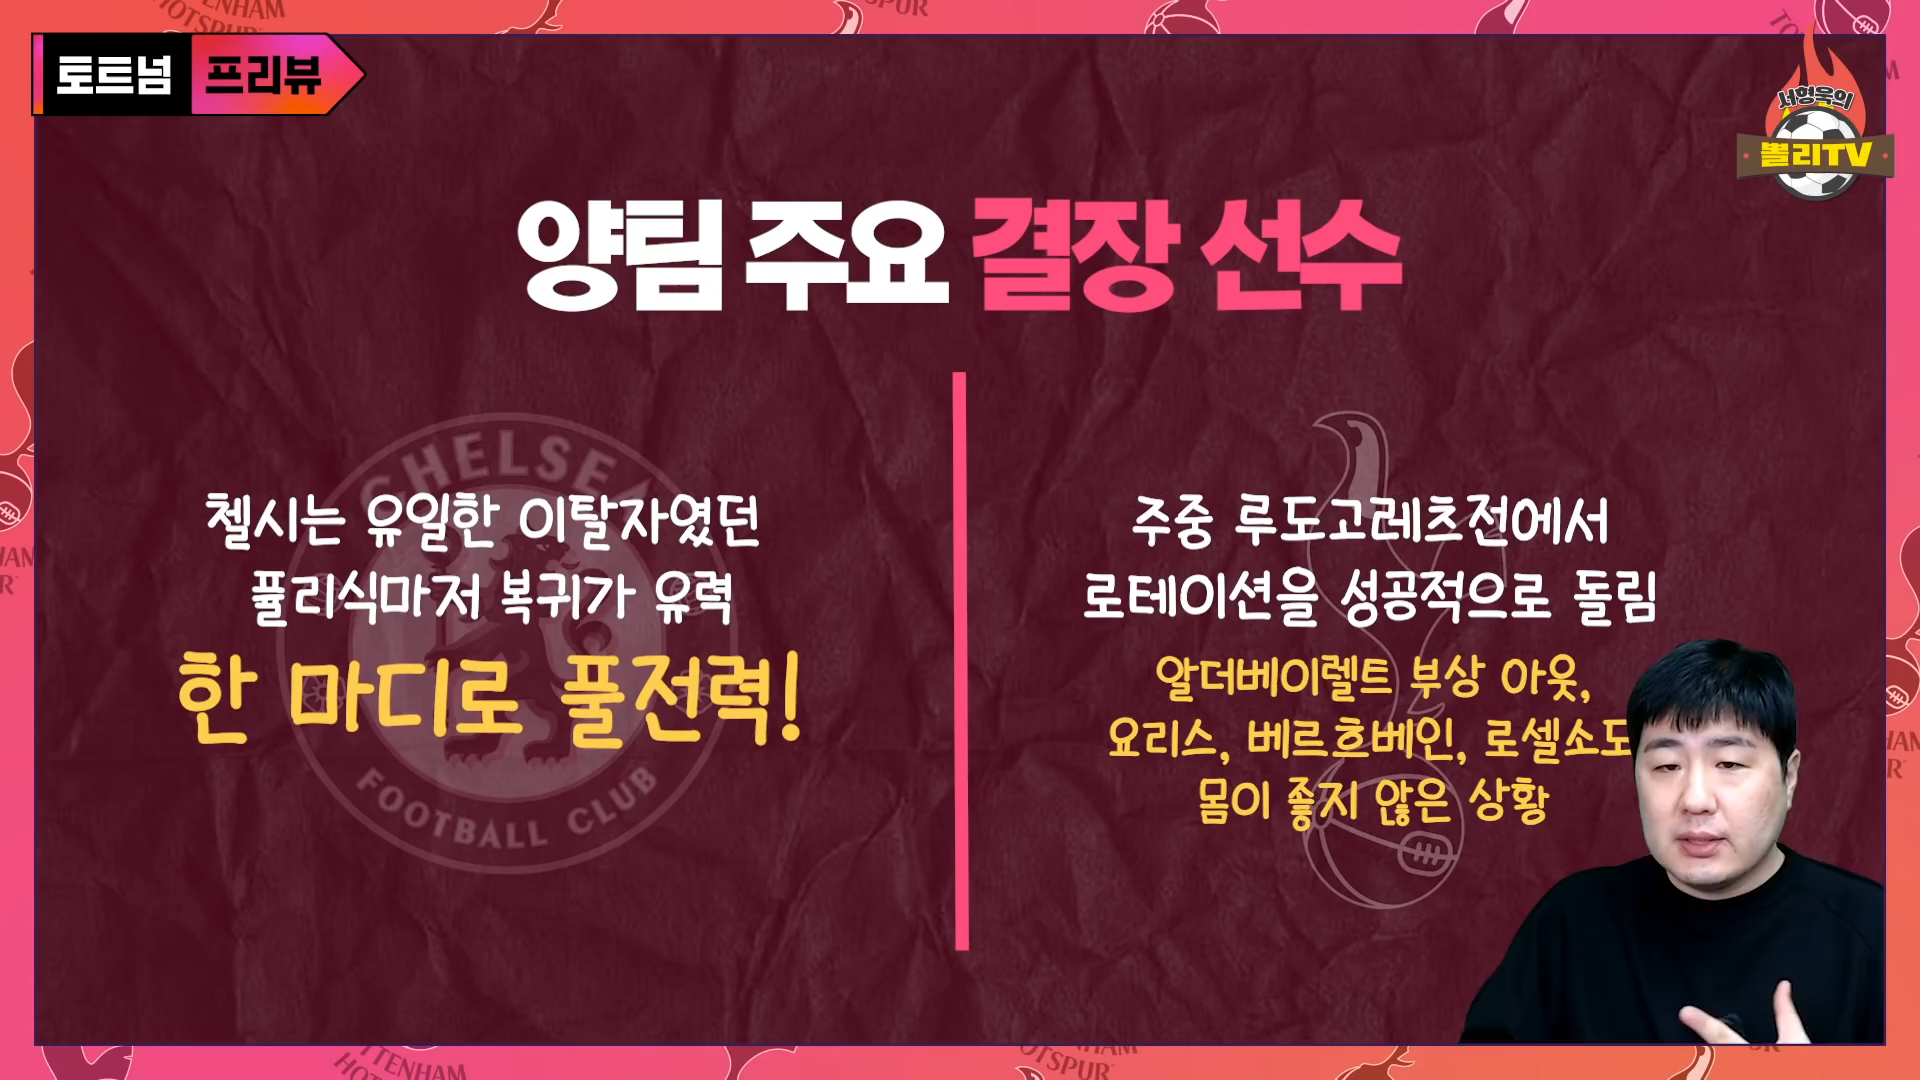 토트넘 프리뷰
서형욱의
뽈리TV
양팀 주요 결장 선수
CHELSEA
FOOTBALL CLUB
첼시는 유일한 이탈자였던
풀리식마저 복귀가 유력
한 마디로 풀전력!
주중 루도고레츠전에서
로테이션을 성공적으로 돌림
알더베이렐트 부상 아웃,
요리스, 베르흐베인, 로셀소도
몸이 좋지 않은 상황
HOTSPUR
TENHAM